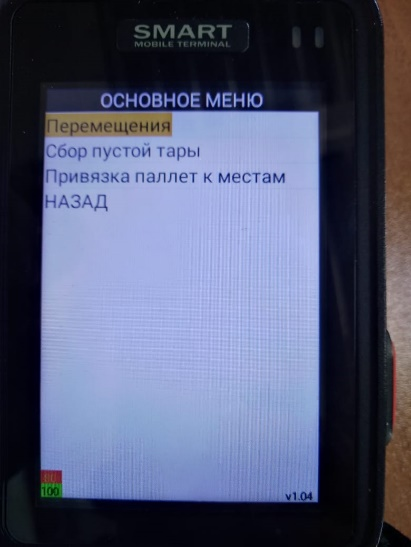 SMART
MOBILE TERMINAL
ОСНОВНОЕ МЕНЮ
Перемещения
Сбор пустой тары
Привязка паллет к местам
НАЗАД
100
v1.04